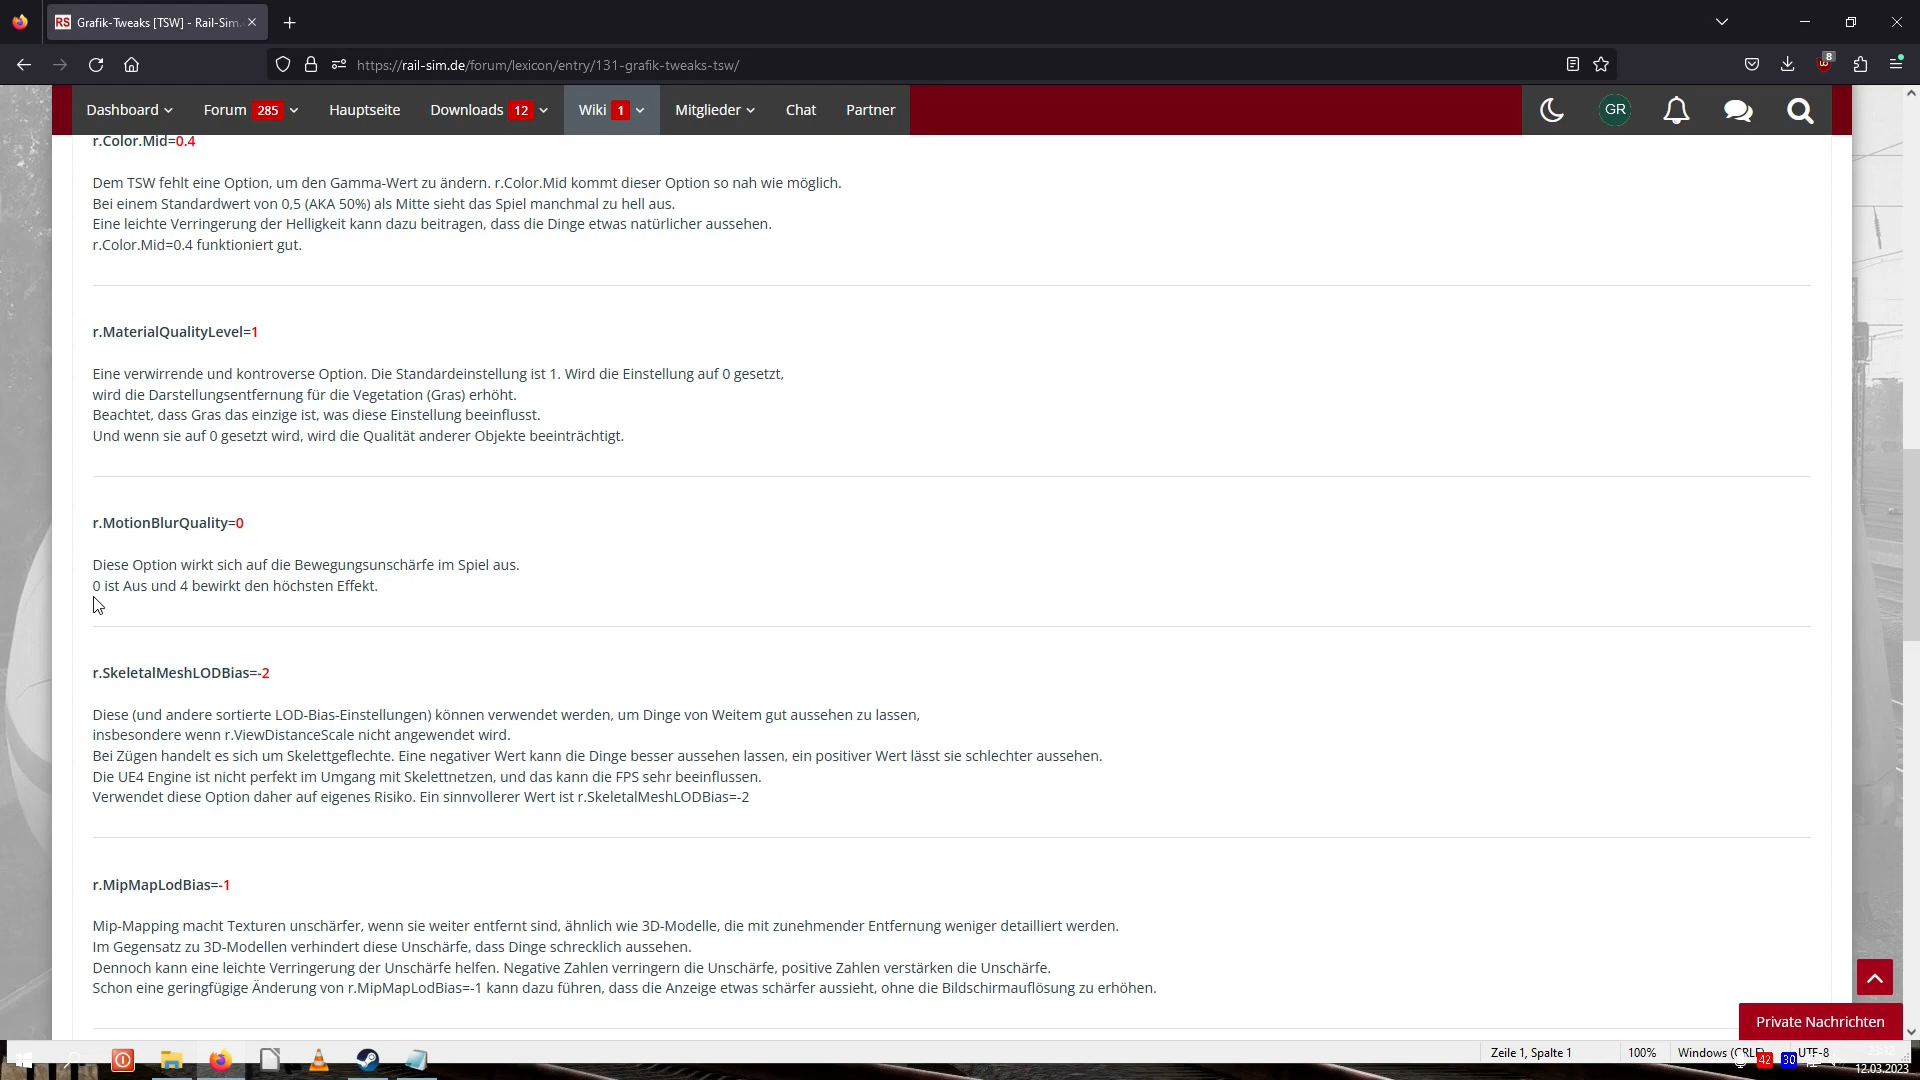 Grafik-Tweaks [TSW] - Rail-Sim.
https://rail-sim.de/forum/lexicon/entry/131-grafik-tweaks-tsw/
8
Dashboard
Forum 285
Hauptseite
Downloads 12
Wiki 1
Mitglieder
Chat
Partner
GR
r.Color.Mid=0.4
Dem TSW fehlt eine Option, um den Gamma-Wert zu ändern. r.Color.Mid kommt dieser Option so nah wie möglich.
Bei einem Standardwert von 0,5 (AKA 50%) als Mitte sieht das Spiel manchmal zu hell aus.
Eine leichte Verringerung der Helligkeit kann dazu beitragen, dass die Dinge etwas natürlicher aussehen.
r.Color.Mid=0.4 funktioniert gut.
r.MaterialQualityLevel=1
Eine verwirrende und kontroverse Option. Die Standardeinstellung ist 1. Wird die Einstellung auf 0 gesetzt,
wird die Darstellungsentfernung für die Vegetation (Gras) erhöht.
Beachtet, dass Gras das einzige ist, was diese Einstellung beeinflusst.
Und wenn sie auf 0 gesetzt wird, wird die Qualität anderer Objekte beeinträchtigt.
r.MotionBlurQuality=0
Diese Option wirkt sich auf die Bewegungsunschärfe im Spiel aus.
0 ist Aus und 4 bewirkt den höchsten Effekt.
r.SkeletalMeshLODBias=-2
Diese (und andere sortierte LOD-Bias-Einstellungen) können verwendet werden, um Dinge von Weitem gut aussehen zu lassen,
insbesondere wenn r.ViewDistanceScale nicht angewendet wird.
Bei Zügen handelt es sich um Skelettgeflechte. Eine negativer Wert kann die Dinge besser aussehen lassen, ein positiver Wert lässt sie schlechter aussehen.
Die UE4 Engine ist nicht perfekt im Umgang mit Skelettnetzen, und das kann die FPS sehr beeinflussen.
Verwendet diese Option daher auf eigenes Risiko. Ein sinnvollerer Wert ist r.SkeletalMeshLODBias=-2
r.MipMapLodBias=-1
Mip-Mapping macht Texturen unschärfer, wenn sie weiter entfernt sind, ähnlich wie 3D-Modelle, die mit zunehmender Entfernung weniger detailliert werden.
Im Gegensatz zu 3D-Modellen verhindert diese Unschärfe, dass Dinge schrecklich aussehen.
Dennoch kann eine leichte Verringerung der Unschärfe helfen. Negative Zahlen verringern die Unschärfe, positive Zahlen verstärken die Unschärfe.
Schon eine geringfügige Änderung von r.MipMapLodBias=-1 kann dazu führen, dass die Anzeige etwas schärfer aussieht, ohne die Bildschirmauflösung zu erhöhen.
Private Nachrichten
Zeile 1, Spalte 1
100%
Windows (CRLF)
UTF-8
42
30
12.03.2023